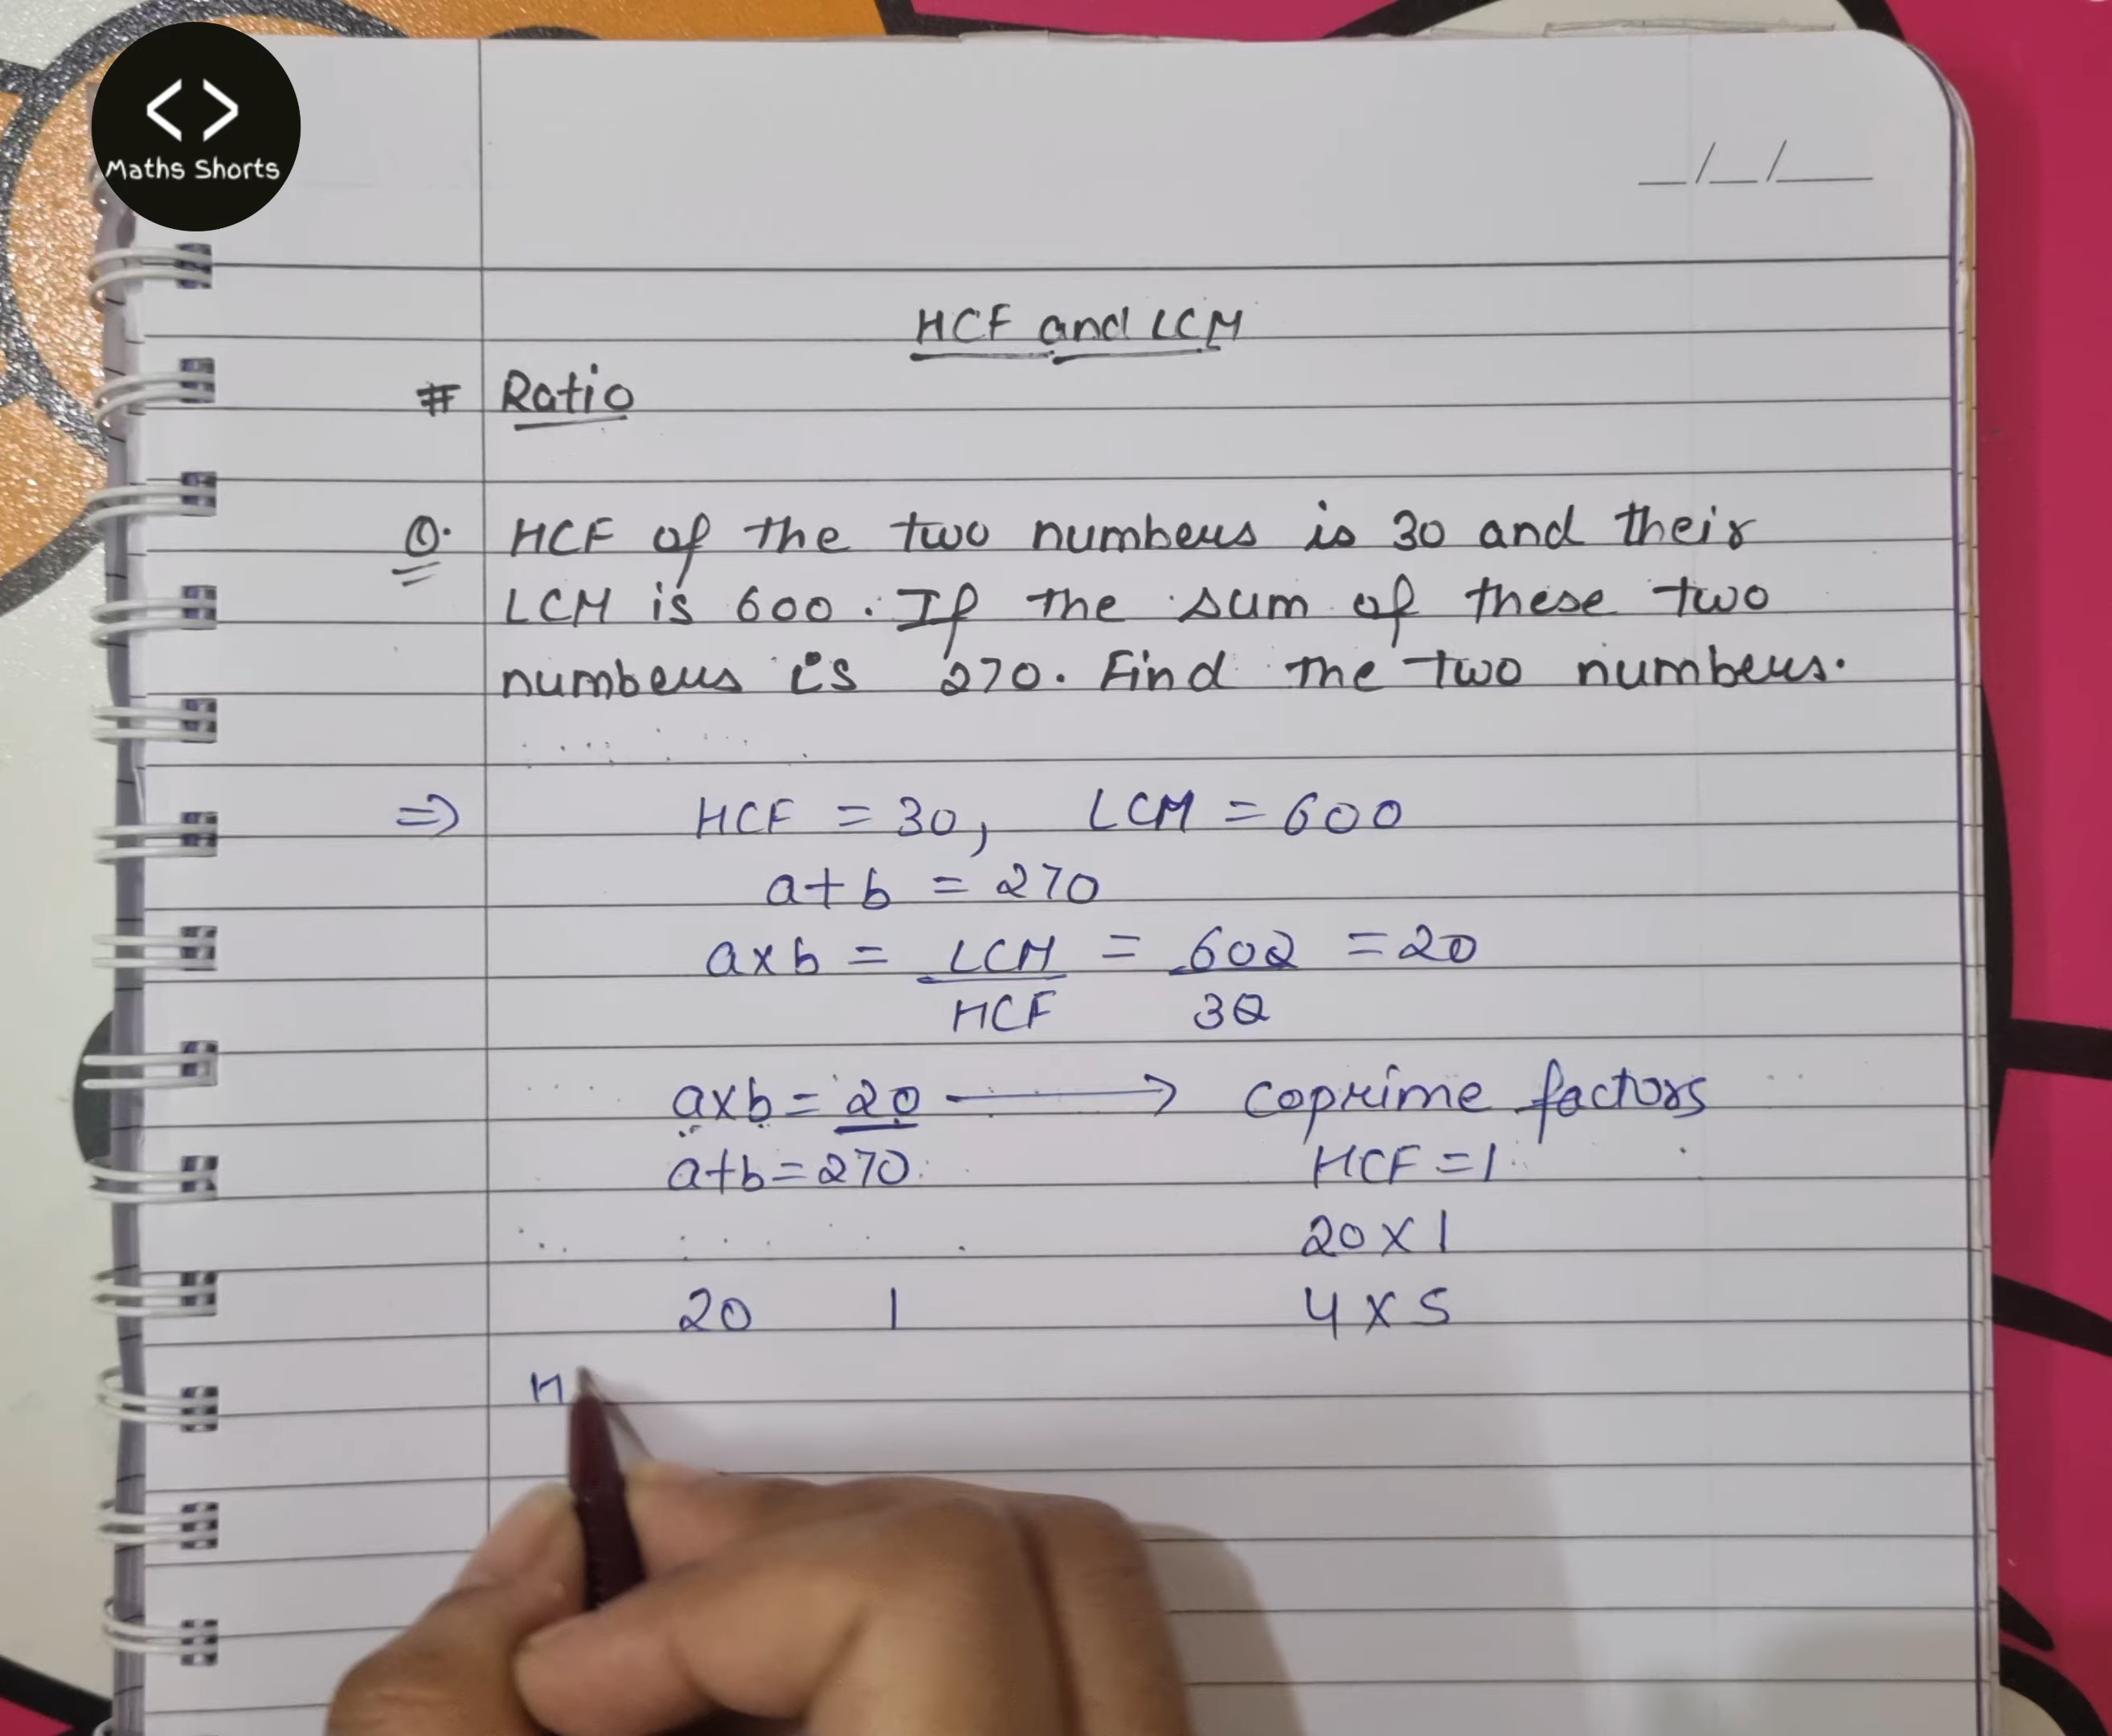 <>
Maths Shorts
_/_/__
HCF and LCM
# Ratio
Q. HCF of the two numbers is 30 and their
LCM is 600. If the sum of these two
numbers is 270. Find the two numbers.
=> HCF = 30, LCM = 600
a+b = 270
a×b = LCM/HCF = 600/30 = 20
a×b = 20 → coprime factors
a+b = 270 HCF = 1
20 × 1
20 1 4 × 5
H